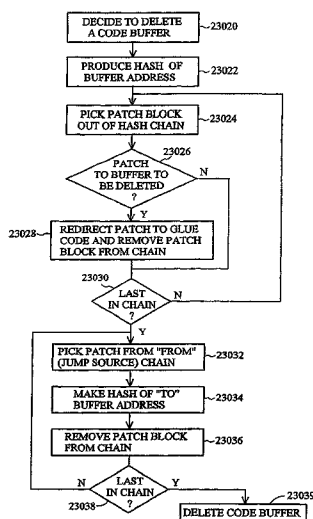 DECIDE TO DELETE
A CODE BUFFER
23020
PRODUCE HASH OF
BUFFER ADDRESS
23022
PICK PATCH BLOCK
OUT OF HASH CHAIN
23024
23026
PATCH
TO BUFFER TO
BE DELETED
?
N
Y
23028
REDIRECT PATCH TO GLUE
CODE AND REMOVE PATCH
BLOCK FROM CHAIN
23030
LAST
IN CHAIN
?
N
Y
PICK PATCH FROM "FROM"
(JUMP SOURCE) CHAIN
23032
MAKE HASH OF "TO"
BUFFER ADDRESS
23034
REMOVE PATCH BLOCK
FROM CHAIN
23036
N
LAST
IN CHAIN
?
Y
23038
23039
DELETE CODE BUFFER